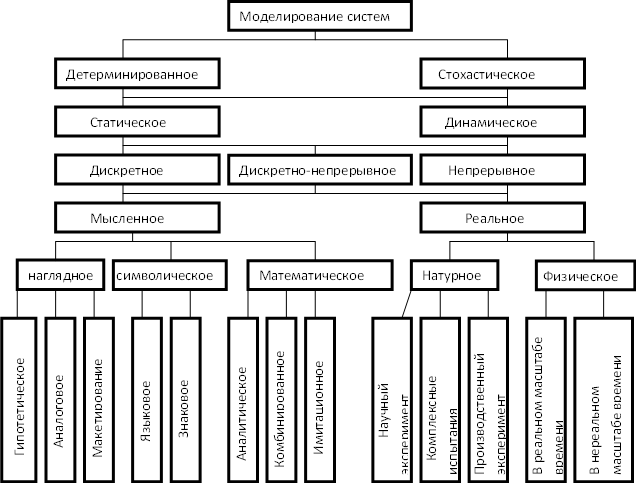 Моделирование систем
Детерминированное
Стохастическое
Статическое
Динамическое
Дискретное
Дискретно-непрерывное
Непрерывное
Мысленное
Реальное
наглядное
символическое
Математическое
Натурное
Физическое
Гипотетическое
Аналоговое
Макетирование
Языковое
Знаковое
Аналитическое
Комбинированное
Имитационное
Научный
эксперимент
Комплексные
испытания
Производственный
эксперимент
В реальном масштабе
времени
В нереальном
масштабе времени